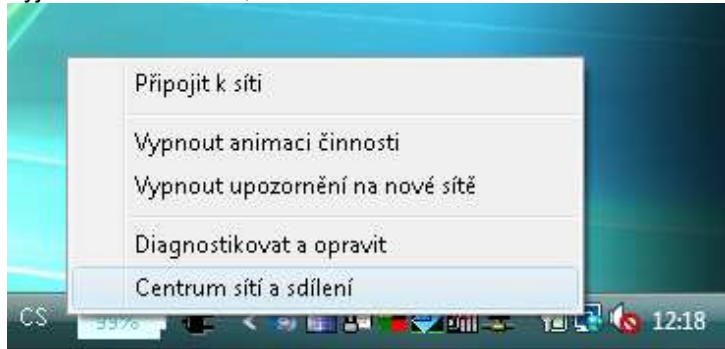 Připojit k síti
Vypnout animaci činnosti
Vypnout upozornění na nové sítě
Diagnostikovat a opravit
Centrum sítí a sdílení
CS
12:18